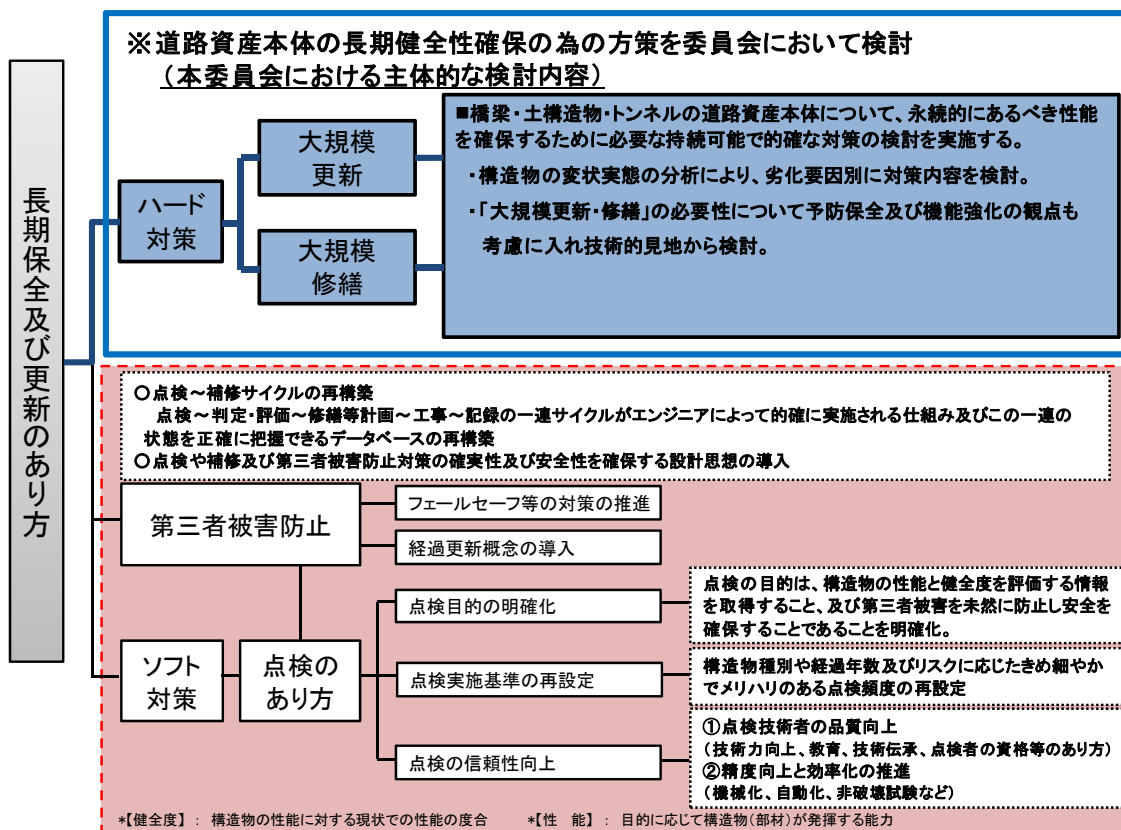 ※道路資産本体の長期健全性確保の為の方策を委員会において検討
（本委員会における主体的な検討内容）
長期保全及び更新のあり方
ハード
対策
大規模
更新
大規模
修繕
■橋梁・土構造物・トンネルの道路資産本体について、永続的にあるべき性能
を確保するために必要な持続可能で的確な対策の検討を実施する。
・構造物の変状実態の分析により、劣化要因別に対策内容を検討。
・「大規模更新・修繕」の必要性について予防保全及び機能強化の観点も
考慮に入れ技術的見地から検討。
○点検～補修サイクルの再構築
点検～判定・評価～修繕等計画～工事～記録の一連サイクルがエンジニアによって的確に実施される仕組み及びこの一連の
状態を正確に把握できるデータベースの再構築
○点検や補修及び第三者被害防止対策の確実性及び安全性を確保する設計思想の導入
第三者被害防止
フェールセーフ等の対策の推進
経過更新概念の導入
ソフト
対策
点検の
あり方
点検目的の明確化
点検の目的は、構造物の性能と健全度を評価する情報
を取得すること、及び第三者被害を未然に防止し安全を
確保することであることを明確化。
点検実施基準の再設定
構造物種別や経過年数及びリスクに応じたきめ細やか
でメリハリのある点検頻度の再設定
点検の信頼性向上
①点検技術者の品質向上
（技術力向上、教育、技術伝承、点検者の資格等のあり方）
②精度向上と効率化の推進
（機械化、自動化、非破壊試験など）
*【健全度】 ： 構造物の性能に対する現状での性能の度合 *【性　能】 ： 目的に応じて構造物（部材）が発揮する能力